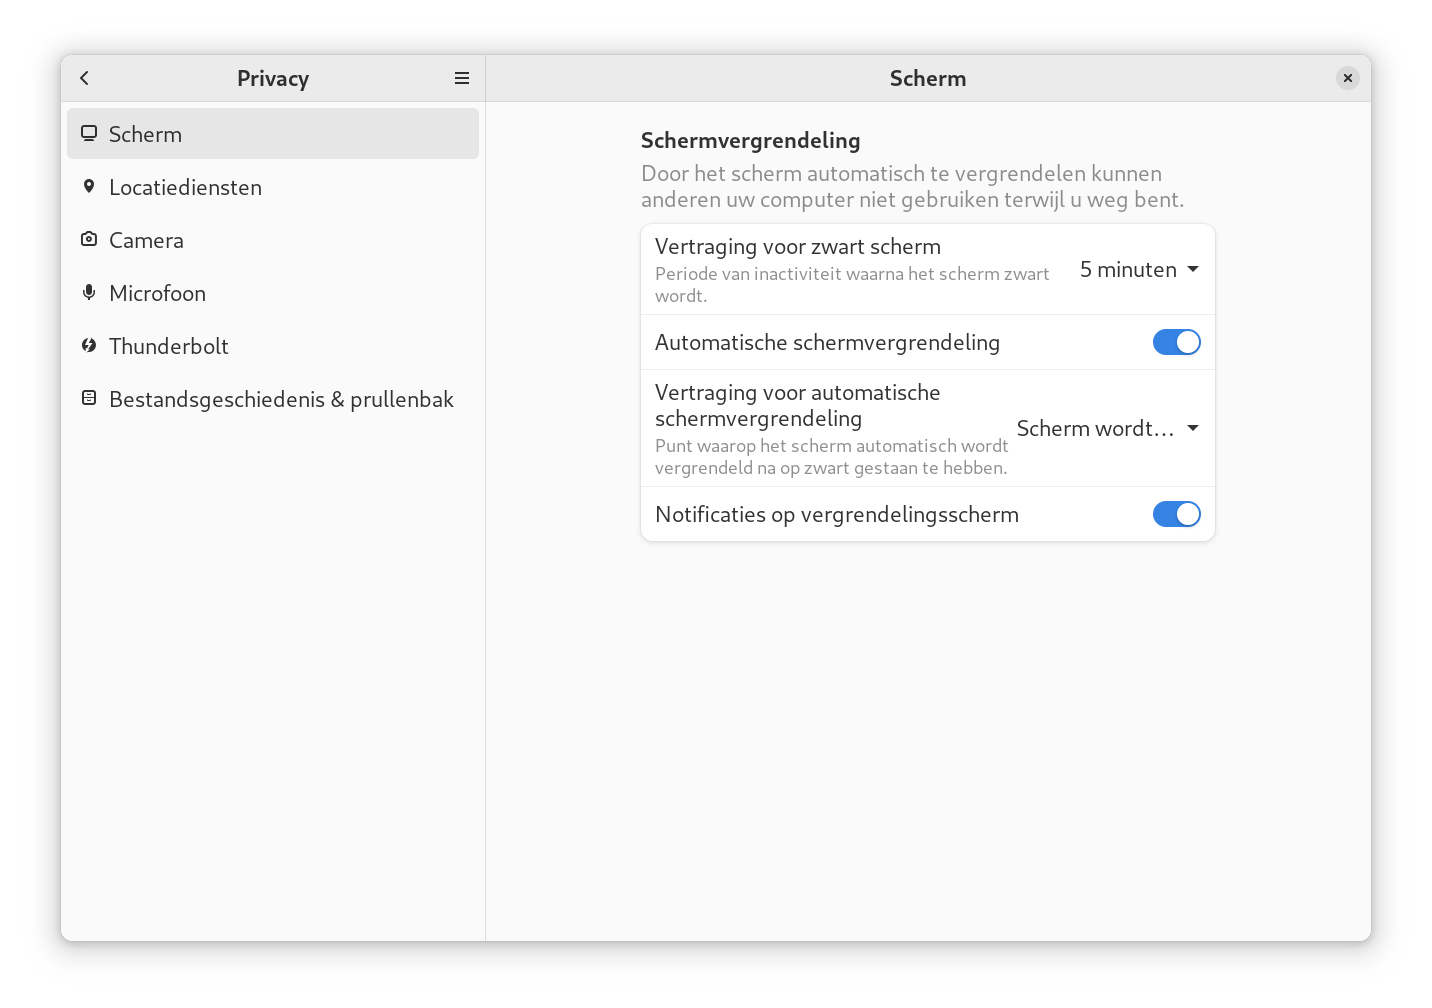 Privacy
Scherm
Locatiediensten
Camera
Microfoon
Thunderbolt
Bestandsgeschiedenis & prullenbak
Scherm
Schermvergrendeling
Door het scherm automatisch te vergrendelen kunnen
anderen uw computer niet gebruiken terwijl u weg bent.
Vertraging voor zwart scherm
Periode van inactiviteit waarna het scherm zwart
wordt.
5 minuten
Automatische schermvergrendeling
Vertraging voor automatische
schermvergrendeling
Punt waarop het scherm automatisch wordt
vergrendeld na op zwart gestaan te hebben.
Scherm wordt…
Notificaties op vergrendelingsscherm